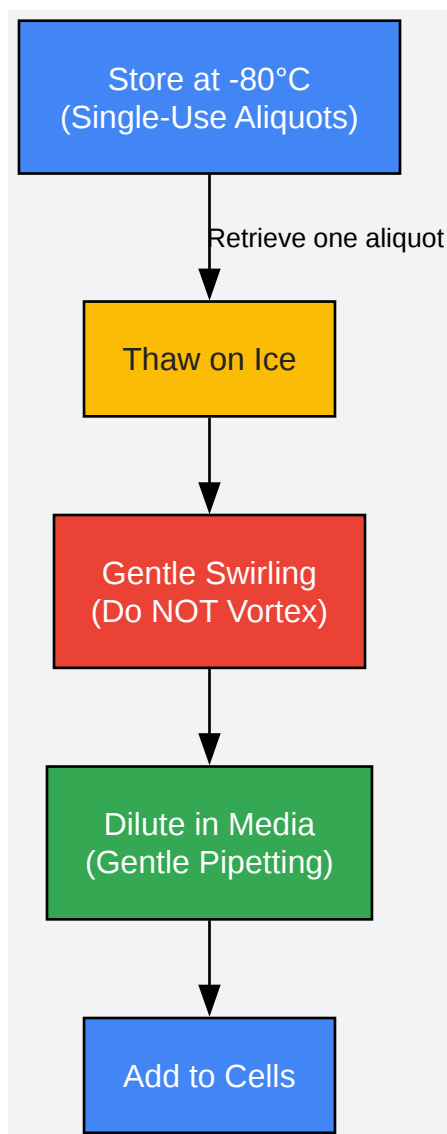 Store at -80°C
(Single-Use Aliquots)
Retrieve one aliquot
Thaw on Ice
Gentle Swirling
(Do NOT Vortex)
Dilute in Media
(Gentle Pipetting)
Add to Cells